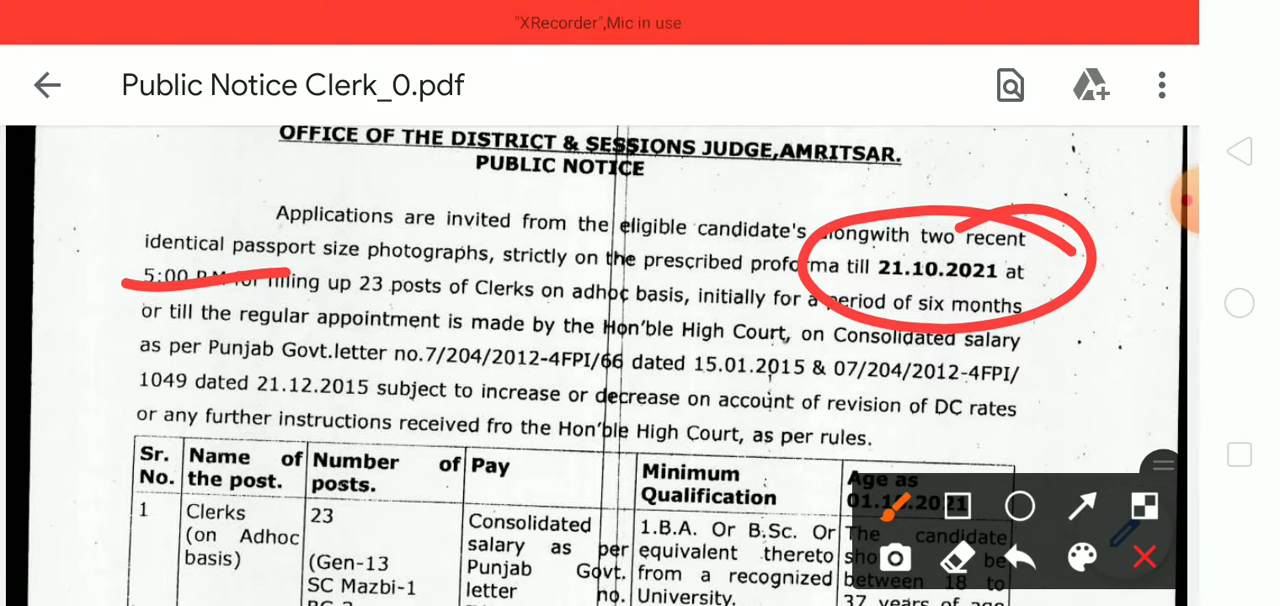 "XRecorder",Mic in use
Public Notice Clerk_0.pdf
OFFICE OF THE DISTRICT & SESSIONS JUDGE,AMRITSAR.
PUBLIC NOTICE
Applications are invited from the eligible candidate's alongwith two recent
identical passport size photographs, strictly on the prescribed proforma till 21.10.2021 at
5:00 P.M for filling up 23 posts of Clerks on adhoc basis, initially for a period of six months
or till the regular appointment is made by the Hon'ble High Court, on Consolidated salary
as per Punjab Govt.letter no.7/204/2012-4FPI/66 dated 15.01.2015 & 07/204/2012-4FPI/
1049 dated 21.12.2015 subject to increase or decrease on account of revision of DC rates
or any further instructions received fro the Hon'ble High Court, as per rules.
Sr. No.
Name of the post.
Number of posts.
Pay
Minimum Qualification
Age as
1
Clerks
(on Adhoc
basis)
23
(Gen-13
SC Mazbi-1
Consolidated
salary as per
Punjab Govt.
letter no.
1.B.A. Or B.Sc. Or
equivalent thereto
from a recognized
University.
The candidate
be
between 18 to
37 years of age